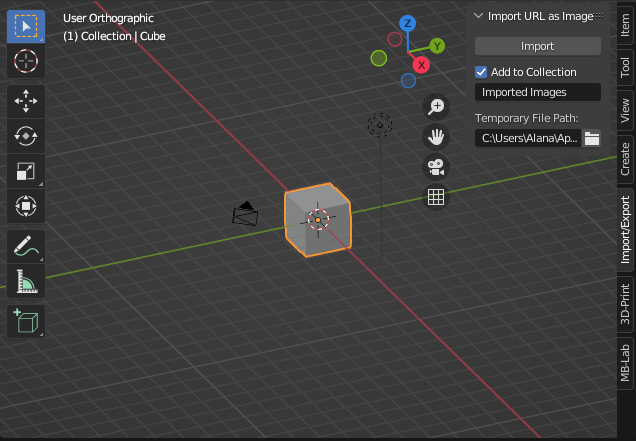 User Orthographic
(1) Collection | Cube
Z
Y
X
Import URL as Image
Import
Add to Collection
Imported Images
Temporary File Path:
C:\Users\Alana\Ap...
Item
Tool
View
Create
Import/Export
3D-Print
MB-Lab